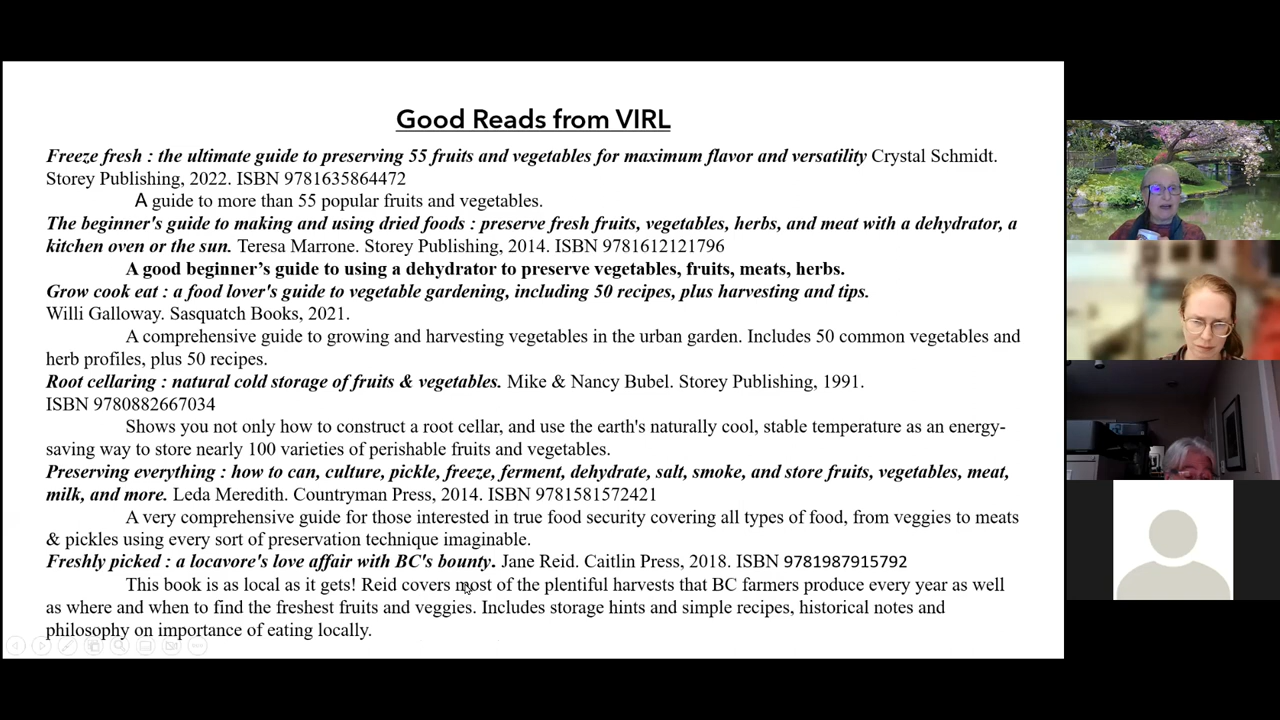 Good Reads from VIRL
Freeze fresh : the ultimate guide to preserving 55 fruits and vegetables for maximum flavor and versatility Crystal Schmidt.
Storey Publishing, 2022. ISBN 9781635864472
A guide to more than 55 popular fruits and vegetables.
The beginner's guide to making and using dried foods : preserve fresh fruits, vegetables, herbs, and meat with a dehydrator, a
kitchen oven or the sun. Teresa Marrone. Storey Publishing, 2014. ISBN 9781612121796
A good beginner’s guide to using a dehydrator to preserve vegetables, fruits, meats, herbs.
Grow cook eat : a food lover's guide to vegetable gardening, including 50 recipes, plus harvesting and tips.
Willi Galloway. Sasquatch Books, 2021.
A comprehensive guide to growing and harvesting vegetables in the urban garden. Includes 50 common vegetables and
herb profiles, plus 50 recipes.
Root cellaring : natural cold storage of fruits & vegetables. Mike & Nancy Bubel. Storey Publishing, 1991.
ISBN 9780882667034
Shows you not only how to construct a root cellar, and use the earth's naturally cool, stable temperature as an energy-
saving way to store nearly 100 varieties of perishable fruits and vegetables.
Preserving everything : how to can, culture, pickle, freeze, ferment, dehydrate, salt, smoke, and store fruits, vegetables, meat,
milk, and more. Leda Meredith. Countryman Press, 2014. ISBN 9781581572421
A very comprehensive guide for those interested in true food security covering all types of food, from veggies to meats
& pickles using every sort of preservation technique imaginable.
Freshly picked : a locavore's love affair with BC's bounty. Jane Reid. Caitlin Press, 2018. ISBN 9781987915792
This book is as local as it gets! Reid covers most of the plentiful harvests that BC farmers produce every year as well
as where and when to find the freshest fruits and veggies. Includes storage hints and simple recipes, historical notes and
philosophy on importance of eating locally.